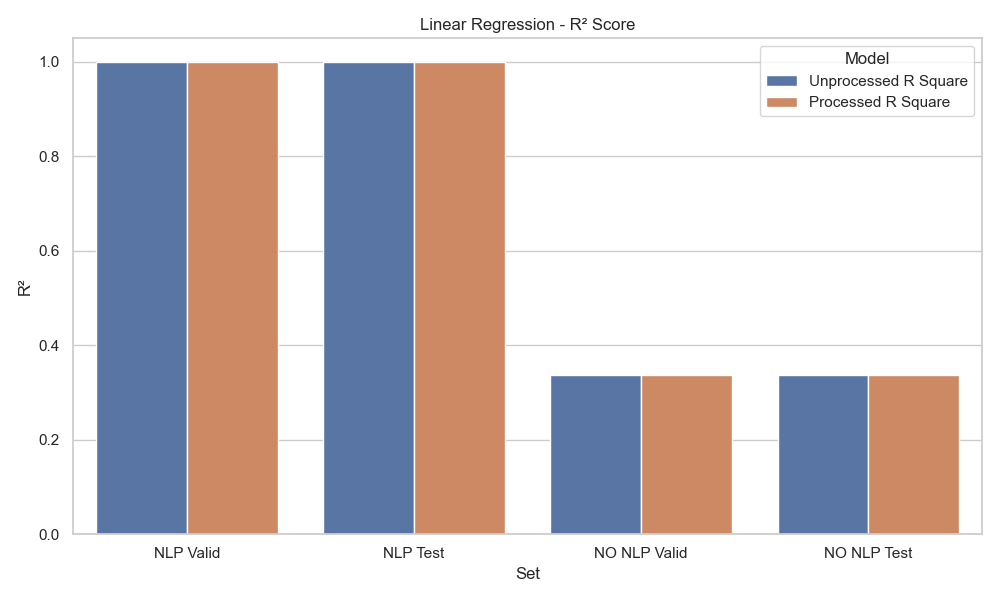 Linear Regression - R² Score
Model
Unprocessed R Square
Processed R Square
R²
1.0
0.8
0.6
0.4
0.2
0.0
NLP Valid
NLP Test
NO NLP Valid
NO NLP Test
Set